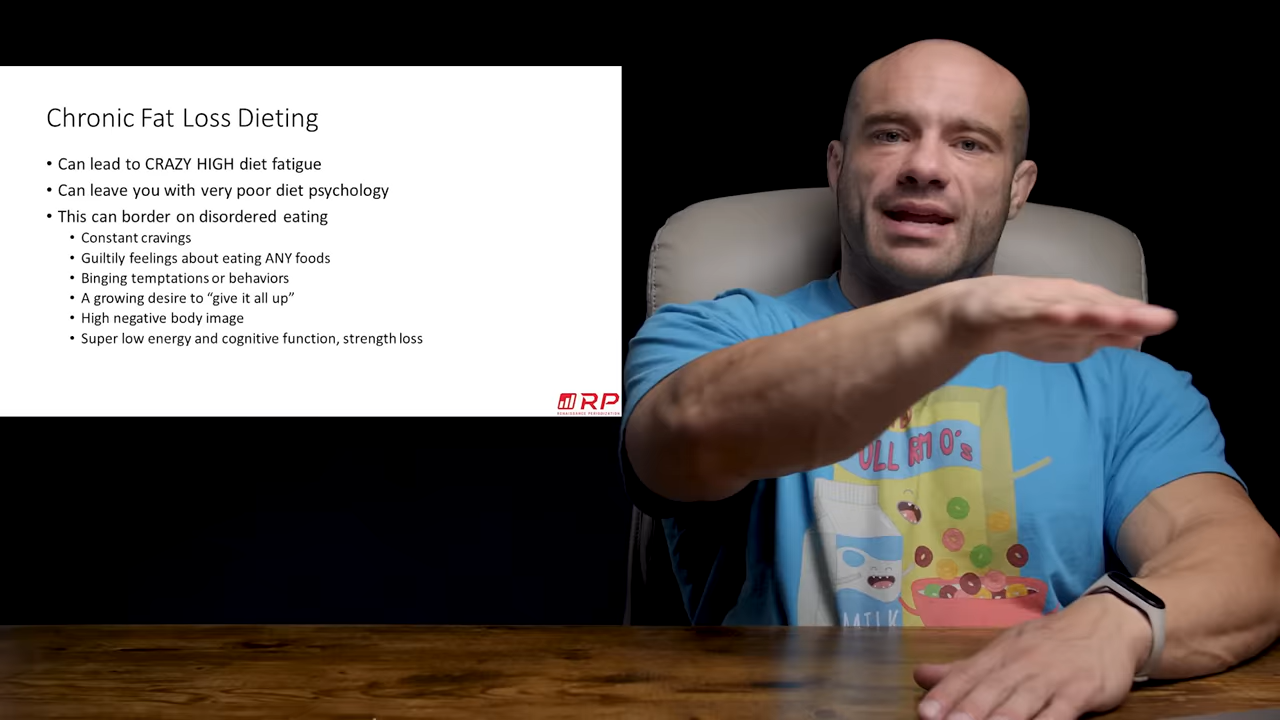 Chronic Fat Loss Dieting
• Can lead to CRAZY HIGH diet fatigue
• Can leave you with very poor diet psychology
• This can border on disordered eating
• Constant cravings
• Guiltily feelings about eating ANY foods
• Binging temptations or behaviors
• A growing desire to “give it all up”
• High negative body image
• Super low energy and cognitive function, strength loss
RP
RENAISSANCE PERIODIZATION
O´s
MILK